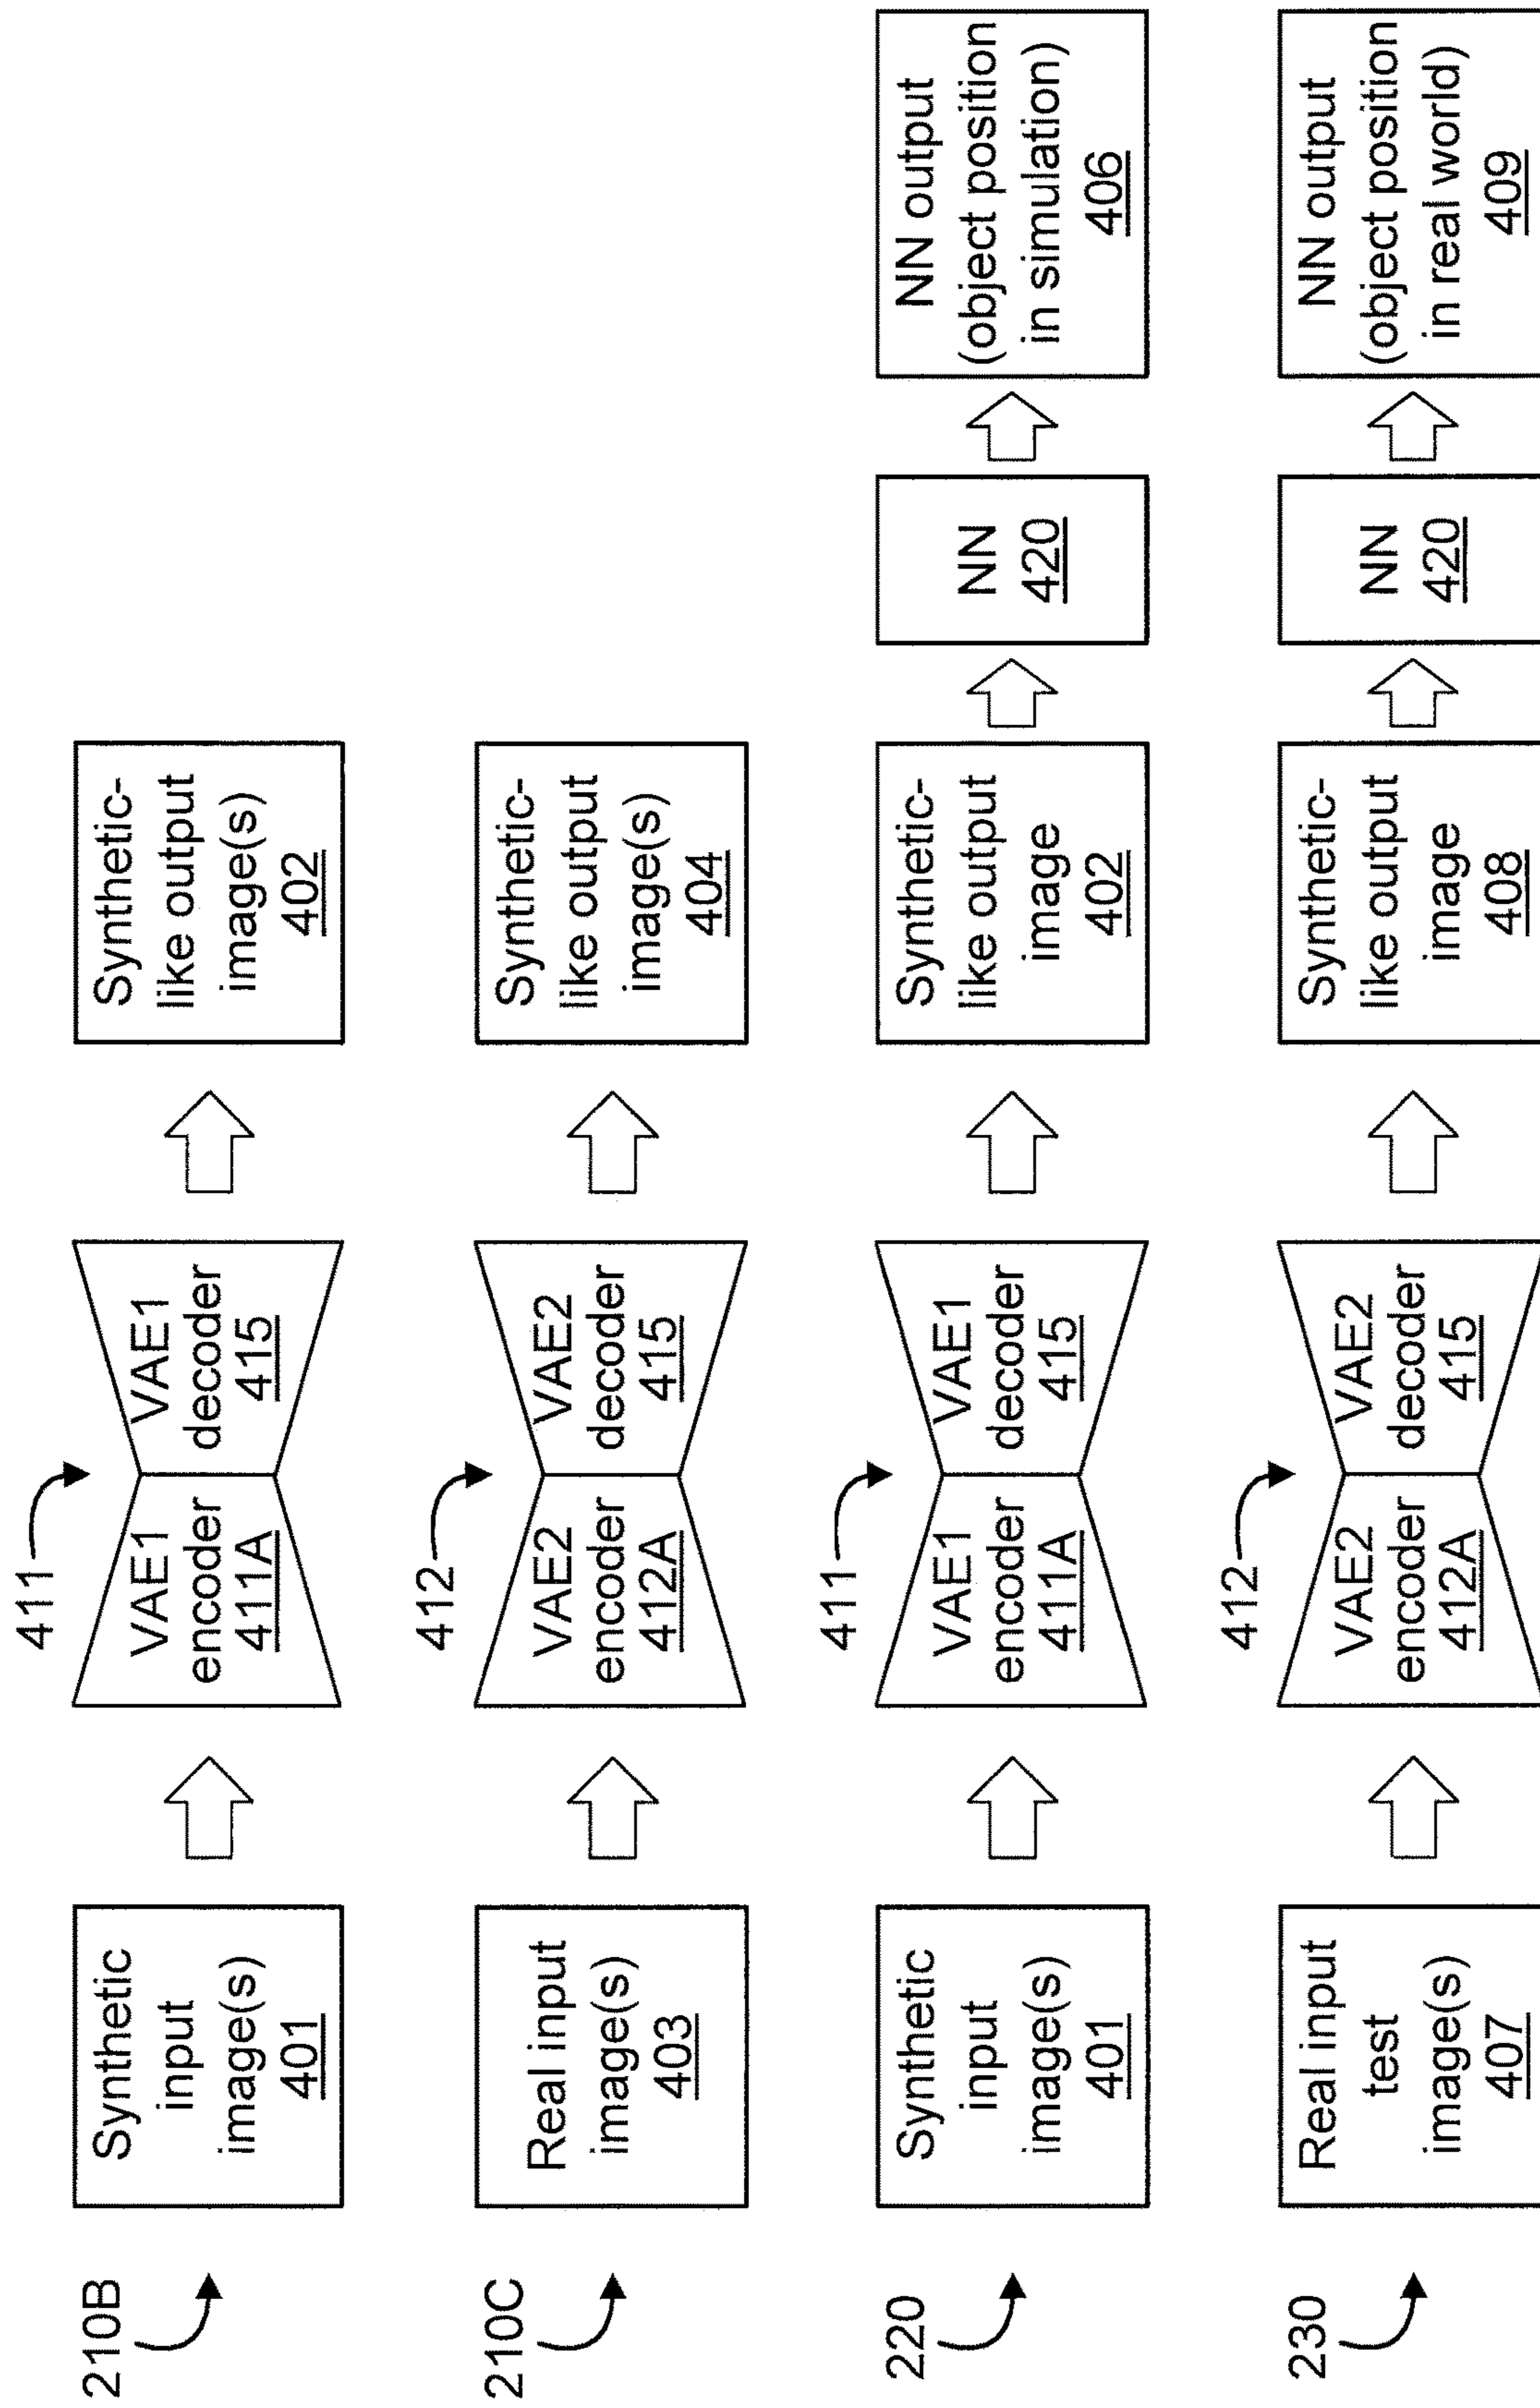 210B
Synthetic
input
image(s)
401
411
VAE1
encoder
411A
VAE1
decoder
415
Synthetic-
like output
image(s)
402
210C
Real input
image(s)
403
412
VAE2
encoder
412A
VAE2
decoder
415
Synthetic-
like output
image(s)
404
220
Synthetic
input
image(s)
401
411
VAE1
encoder
411A
VAE1
decoder
415
Synthetic-
like output
image
402
NN
420
NN output
(object position
in simulation)
406
230
Real input
test
image(s)
407
412
VAE2
encoder
412A
VAE2
decoder
415
Synthetic-
like output
image
408
NN
420
NN output
(object position
in real world)
409